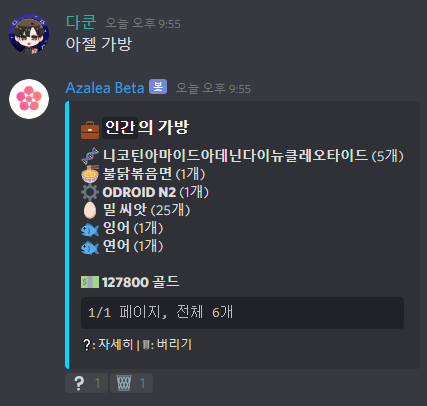 다쿤 오늘 오후 9:55
아젤 가방
Azalea Beta 봇 오늘 오후 9:55
인간의 가방
니코틴아마이드아데닌다이뉴클레오타이드 (5개)
불닭볶음면 (1개)
ODROID N2 (1개)
밀 씨앗 (25개)
잉어 (1개)
연어 (1개)
127800 골드
1/1 페이지, 전체 6개
❔: 자세히 | 🗑: 버리기
❔ 1 🗑 1